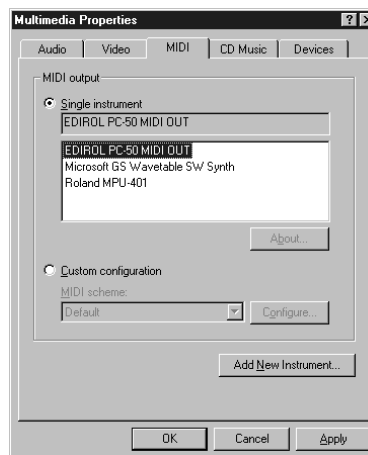 Multimedia Properties
Audio Video MIDI CD Music Devices
MIDI output
Single instrument
EDIROL PC-50 MIDI OUT
EDIROL PC-50 MIDI OUT
Microsoft GS Wavetable SW Synth
Roland MPU-401
About...
Custom configuration
MIDI scheme:
Default Configure...
Add New Instrument...
OK Cancel Apply